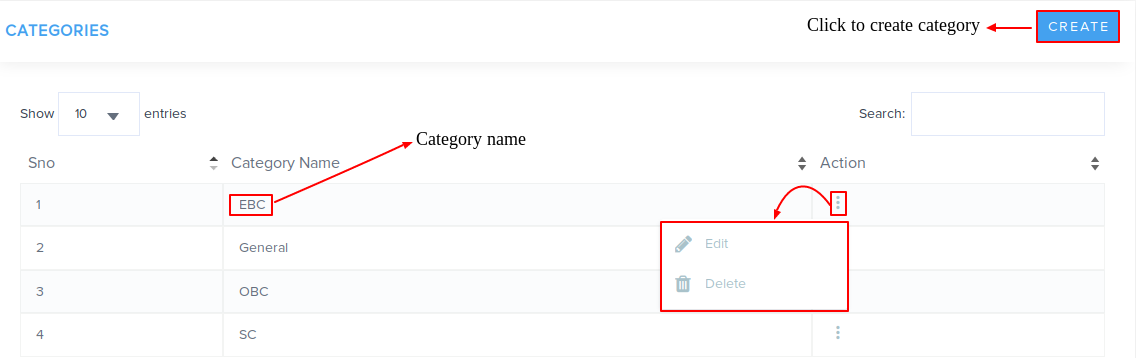 CATEGORIES
Click to create category
CREATE
Show 10 entries
Search:
Category name
Sno
Category Name
Action
1
EBC
2
General
Edit
3
OBC
Delete
4
SC